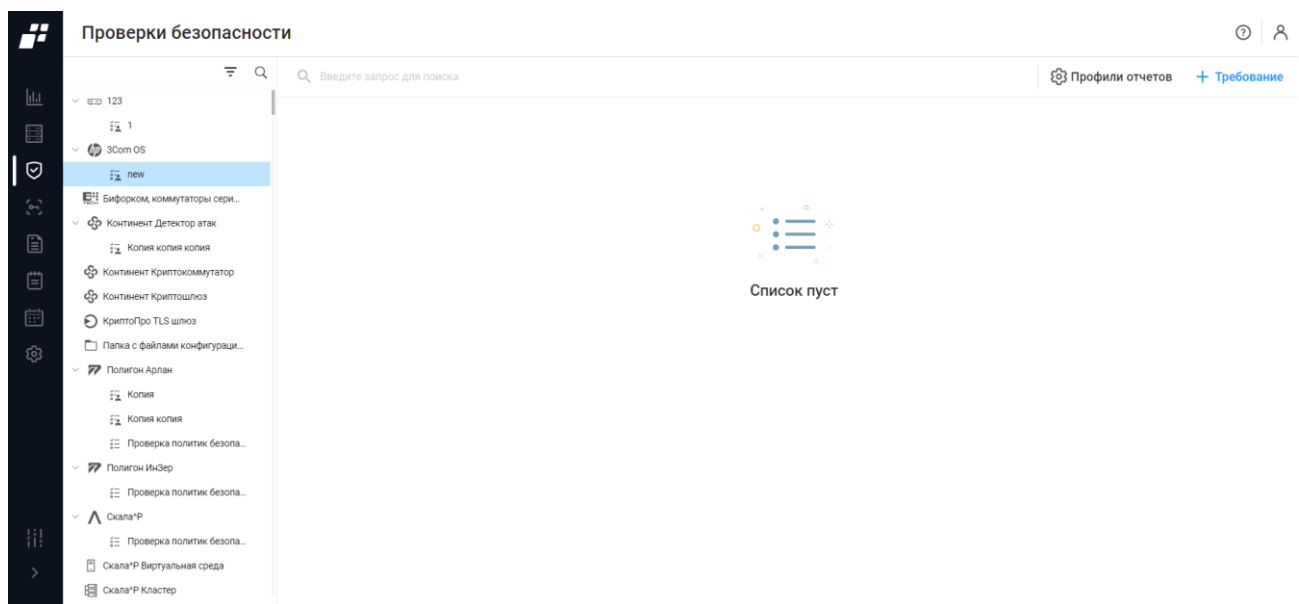 Проверки безопасности
Введите запрос для поиска
Профили отчетов
Требование
123
1
3Com OS
new
Бифорком, коммутаторы сери...
Континент Детектор атак
Копия копия копия
Континент Криптокоммутатор
Континент Криптошлюз
КриптоПро TLS шлюз
Папка с файлами конфигураци...
Полигон Арлан
Копия
Копия копия
Проверка политик безопа...
Полигон ИнЗер
Проверка политик безопа...
Скала^Р
Проверка политик безопа...
Скала^Р Виртуальная среда
Скала^Р Кластер
Список пуст